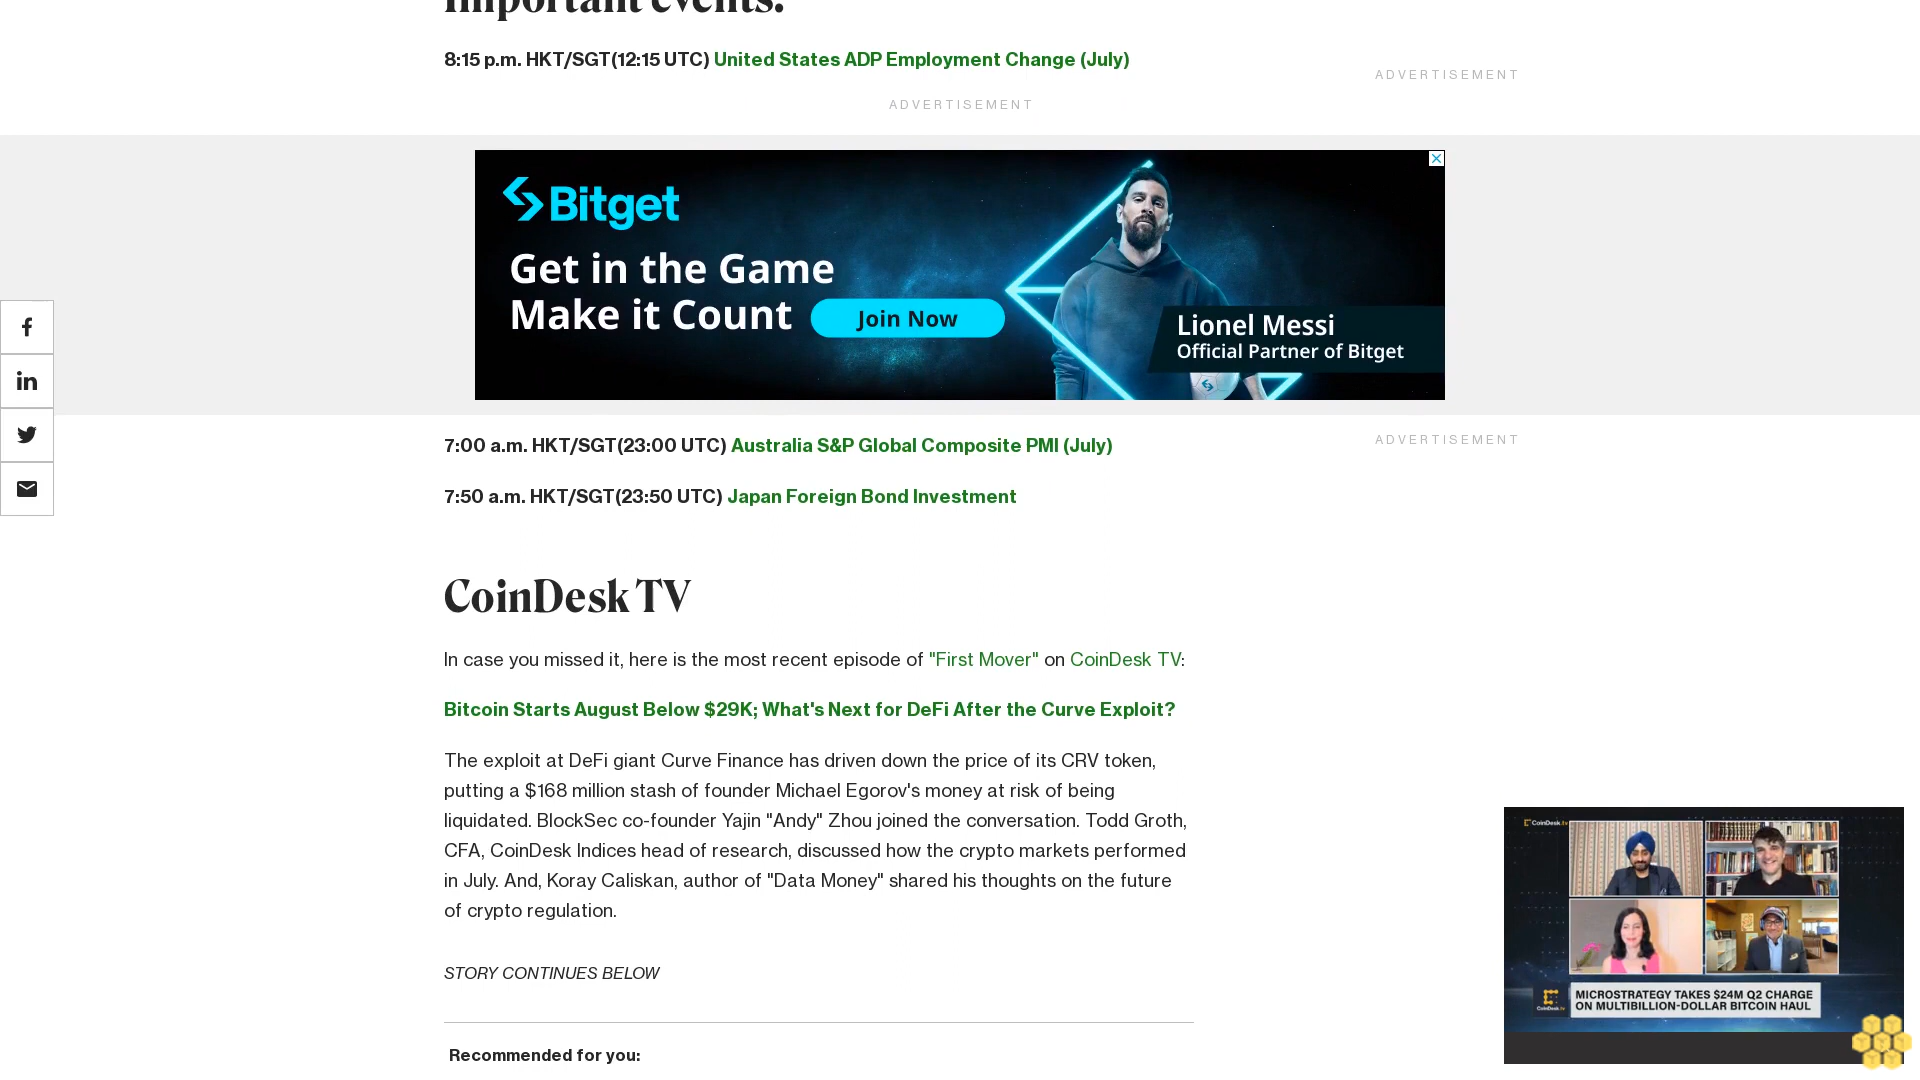 Important events.
8:15 p.m. HKT/SGT(12:15 UTC) United States ADP Employment Change (July)
ADVERTISEMENT
ADVERTISEMENT
Bitget
Get in the Game
Make it Count
Join Now
Lionel Messi
Official Partner of Bitget
7:00 a.m. HKT/SGT(23:00 UTC) Australia S&P Global Composite PMI (July)
ADVERTISEMENT
7:50 a.m. HKT/SGT(23:50 UTC) Japan Foreign Bond Investment
CoinDesk TV
In case you missed it, here is the most recent episode of "First Mover" on CoinDesk TV:
Bitcoin Starts August Below $29K; What's Next for DeFi After the Curve Exploit?
The exploit at DeFi giant Curve Finance has driven down the price of its CRV token,
putting a $168 million stash of founder Michael Egorov's money at risk of being
liquidated. BlockSec co-founder Yajin "Andy" Zhou joined the conversation. Todd Groth,
CFA, CoinDesk Indices head of research, discussed how the crypto markets performed
in July. And, Koray Caliskan, author of "Data Money" shared his thoughts on the future
of crypto regulation.
STORY CONTINUES BELOW
Recommended for you:
CoinDesk.tv
CoinDesk.tv
MICROSTRATEGY TAKES $24M Q2 CHARGE
ON MULTIBILLION-DOLLAR BITCOIN HAUL